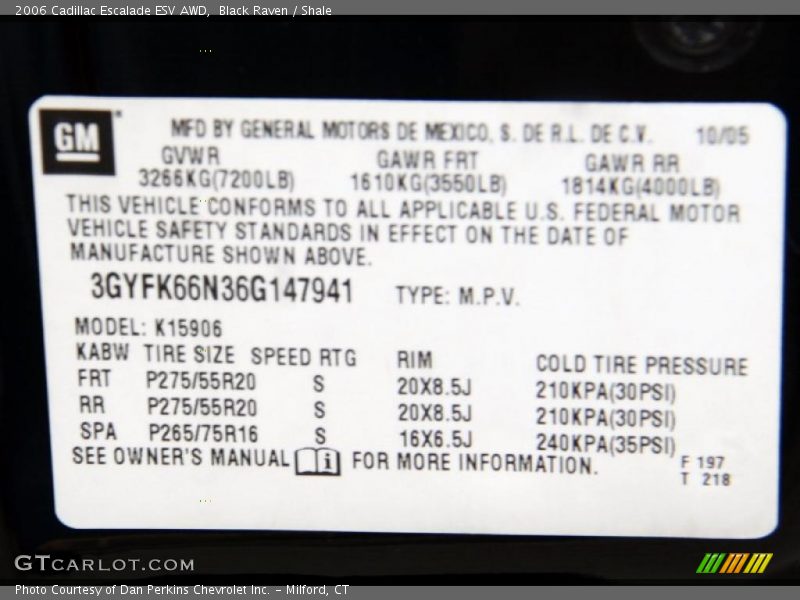 2006 Cadillac Escalade ESV AWD, Black Raven / Shale
GM
MFD BY GENERAL MOTORS DE MEXICO, S. DE R.L. DE C.V. 10/05
GVWR GAWR FRT GAWR RR
3266KG(7200LB) 1610KG(3550LB) 1814KG(4000LB)
THIS VEHICLE CONFORMS TO ALL APPLICABLE U.S. FEDERAL MOTOR
VEHICLE SAFETY STANDARDS IN EFFECT ON THE DATE OF
MANUFACTURE SHOWN ABOVE.
3GYFK66N36G147941 TYPE: M.P.V.
MODEL: K15906
KABW TIRE SIZE SPEED RTG RIM COLD TIRE PRESSURE
FRT P275/55R20 S 20X8.5J 210KPA(30PSI)
RR P275/55R20 S 20X8.5J 210KPA(30PSI)
SPA P265/75R16 S 16X6.5J 240KPA(35PSI)
SEE OWNER'S MANUAL i FOR MORE INFORMATION.
F 197
T 218
GTCARLOT.COM
Photo Courtesy of Dan Perkins Chevrolet Inc. - Milford, CT